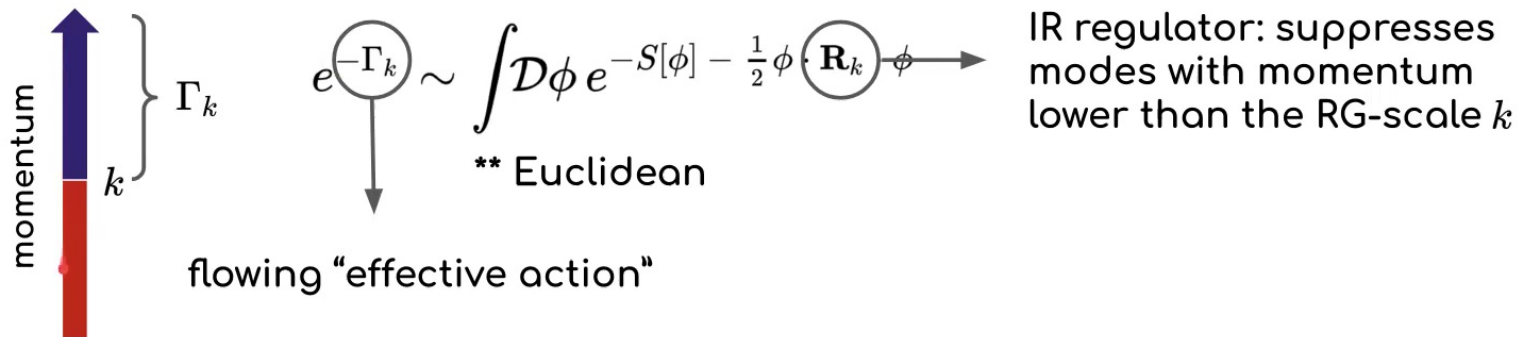 momentum
k
Γ_k
e^{-Γ_k} ∼ ∫ 𝒟ϕ e^{-S[ϕ] - ½ ϕ · R_k · ϕ}
** Euclidean
flowing “effective action”
IR regulator: suppresses
modes with momentum
lower than the RG-scale k